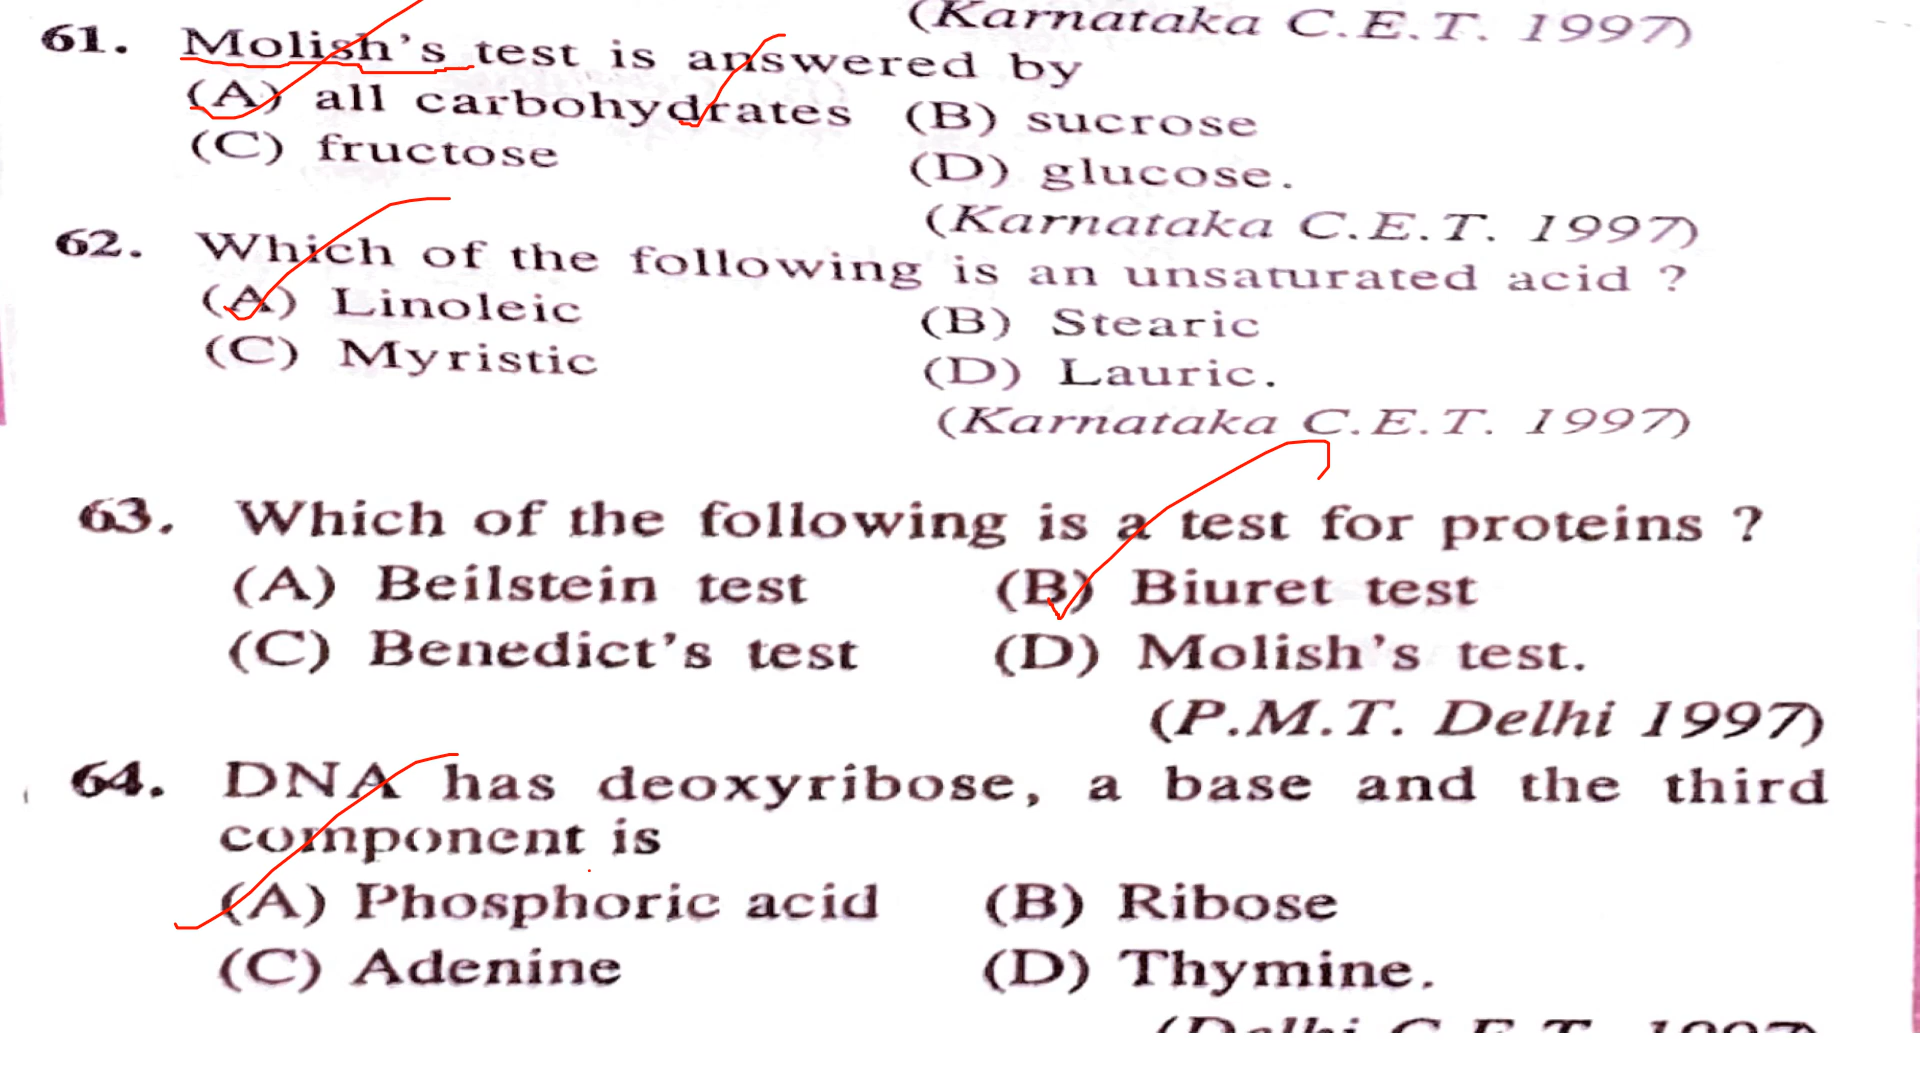 (Karnataka C.E.T. 1997)
61. Molish's test is answered by
(A) all carbohydrates (B) sucrose
(C) fructose (D) glucose.
(Karnataka C.E.T. 1997)
62. Which of the following is an unsaturated acid ?
(A) Linoleic (B) Stearic
(C) Myristic (D) Lauric.
(Karnataka C.E.T. 1997)
63. Which of the following is a test for proteins ?
(A) Beilstein test (B) Biuret test
(C) Benedict's test (D) Molish's test.
(P.M.T. Delhi 1997)
64. DNA has deoxyribose, a base and the third
component is
(A) Phosphoric acid (B) Ribose
(C) Adenine (D) Thymine.